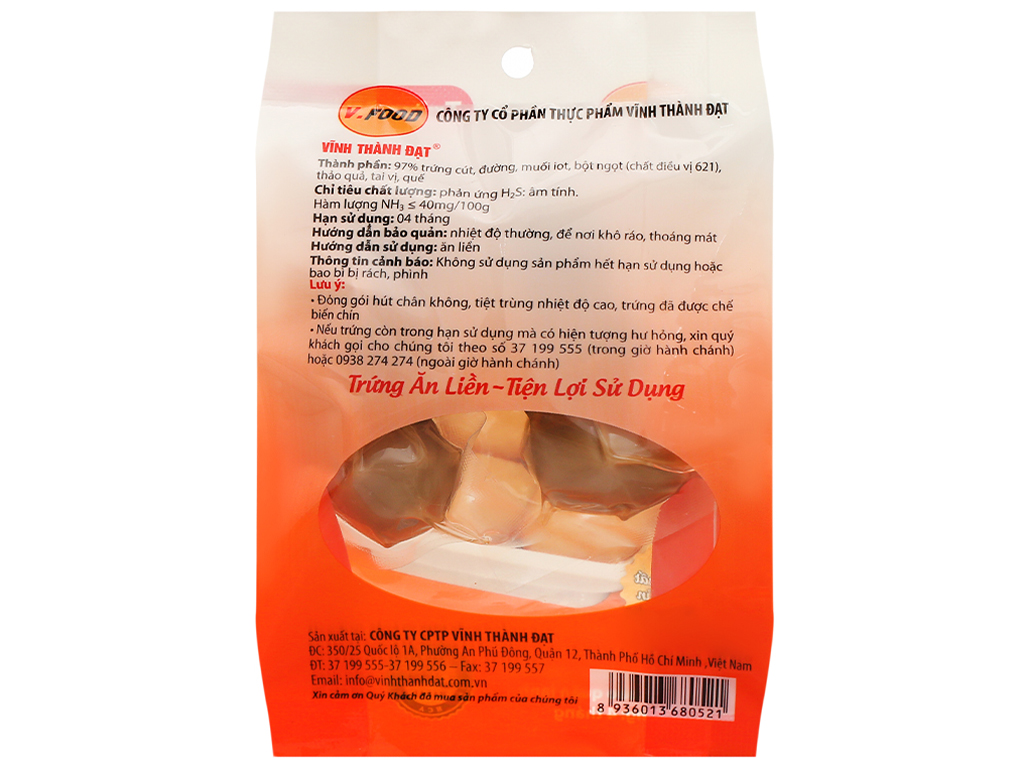 V.FOOD CÔNG TY CỔ PHẦN THỰC PHẨM VĨNH THÀNH ĐẠT
VĨNH THÀNH ĐẠT®
Thành phần: 97% trứng cút, đường, muối iot, bột ngọt (chất điều vị 621),
thảo quả, tai vị, quế
Chỉ tiêu chất lượng: phản ứng H₂S: âm tính.
Hàm lượng NH₃ ≤ 40mg/100g
Hạn sử dụng: 04 tháng
Hướng dẫn bảo quản: nhiệt độ thường, để nơi khô ráo, thoáng mát
Hướng dẫn sử dụng: ăn liền
Thông tin cảnh báo: Không sử dụng sản phẩm hết hạn sử dụng hoặc
bao bì bị rách, phình
Lưu ý:
• Đóng gói hút chân không, tiệt trùng nhiệt độ cao, trứng đã được chế
biến chín
• Nếu trứng còn trong hạn sử dụng mà có hiện tượng hư hỏng, xin quý
khách gọi cho chúng tôi theo số 37 199 555 (trong giờ hành chánh)
hoặc 0938 274 274 (ngoài giờ hành chánh)
Trứng Ăn Liền ~ Tiện Lợi Sử Dụng
Sản xuất tại: CÔNG TY CPTP VĨNH THÀNH ĐẠT
ĐC: 350/25 Quốc lộ 1A, Phường An Phú Đông, Quận 12, Thành Phố Hồ Chí Minh ,Việt Nam
ĐT: 37 199 555-37 199 556 – Fax: 37 199 557
Email: info@vinhthanhdat.com.vn
Xin cảm ơn Quý Khách đã mua sản phẩm của chúng tôi
8 936013 680521